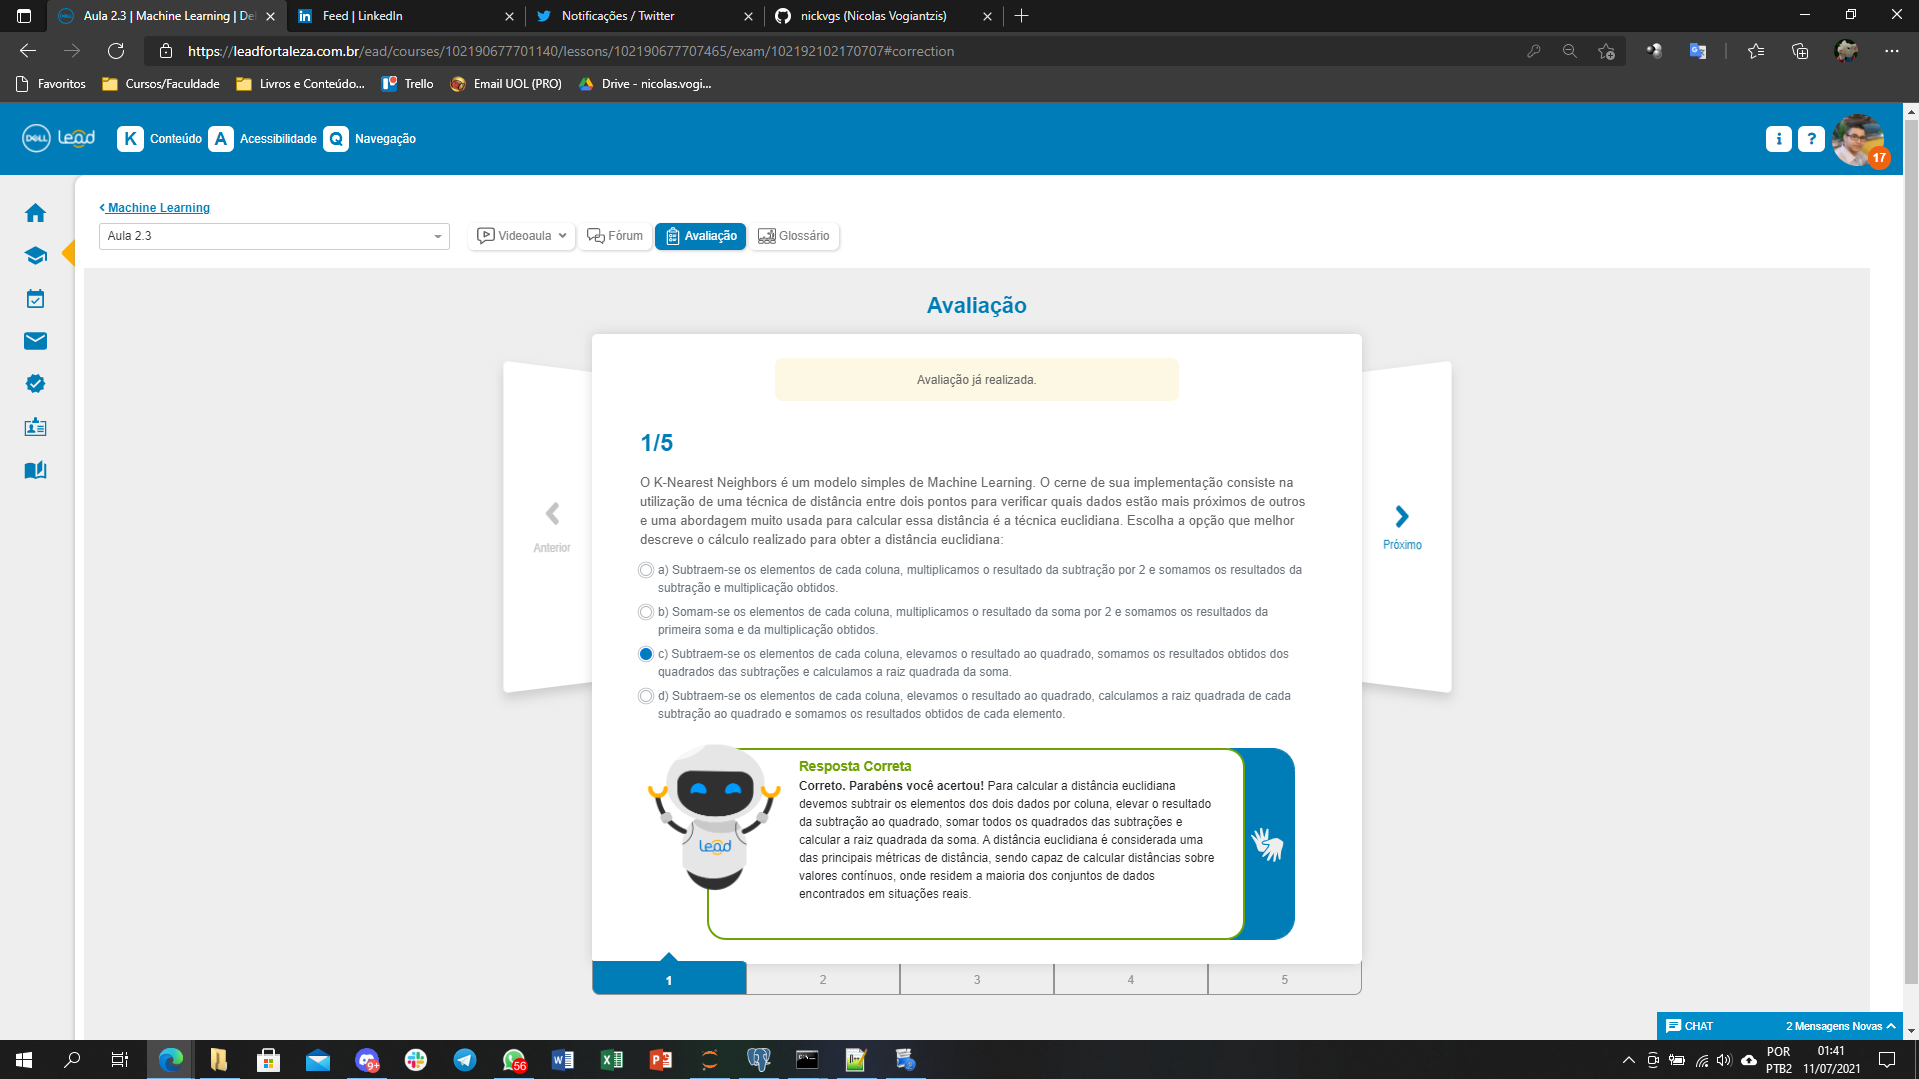 Aula 2.3 | Machine Learning | Del
Feed | LinkedIn
Notificações / Twitter
nickvgs (Nicolas Vogiantzis)
https://leadfortaleza.com.br/ead/courses/102190677701140/lessons/102190677707465/exam/102192102170707#correction
Favoritos
Cursos/Faculdade
Livros e Conteúdo...
Trello
Email UOL (PRO)
Drive - nicolas.vogi...
DELL Lead
K Conteúdo A Acessibilidade Q Navegação
i ?
17
Machine Learning
Aula 2.3
Videoaula
Fórum
Avaliação
Glossário
Avaliação
Avaliação já realizada.
1/5
O K-Nearest Neighbors é um modelo simples de Machine Learning. O cerne de sua implementação consiste na
utilização de uma técnica de distância entre dois pontos para verificar quais dados estão mais próximos de outros
e uma abordagem muito usada para calcular essa distância é a técnica euclidiana. Escolha a opção que melhor
descreve o cálculo realizado para obter a distância euclidiana:
Anterior
Próximo
a) Subtraem-se os elementos de cada coluna, multiplicamos o resultado da subtração por 2 e somamos os resultados da
subtração e multiplicação obtidos.
b) Somam-se os elementos de cada coluna, multiplicamos o resultado da soma por 2 e somamos os resultados da
primeira soma e da multiplicação obtidos.
c) Subtraem-se os elementos de cada coluna, elevamos o resultado ao quadrado, somamos os resultados obtidos dos
quadrados das subtrações e calculamos a raiz quadrada da soma.
d) Subtraem-se os elementos de cada coluna, elevamos o resultado ao quadrado, calculamos a raiz quadrada de cada
subtração ao quadrado e somamos os resultados obtidos de cada elemento.
Lead
Resposta Correta
Correto. Parabéns você acertou! Para calcular a distância euclidiana
devemos subtrair os elementos dos dois dados por coluna, elevar o resultado
da subtração ao quadrado, somar todos os quadrados das subtrações e
calcular a raiz quadrada da soma. A distância euclidiana é considerada uma
das principais métricas de distância, sendo capaz de calcular distâncias sobre
valores contínuos, onde residem a maioria dos conjuntos de dados
encontrados em situações reais.
1 2 3 4 5
CHAT
2 Mensagens Novas
9+
56
POR
PTB2
01:41
11/07/2021